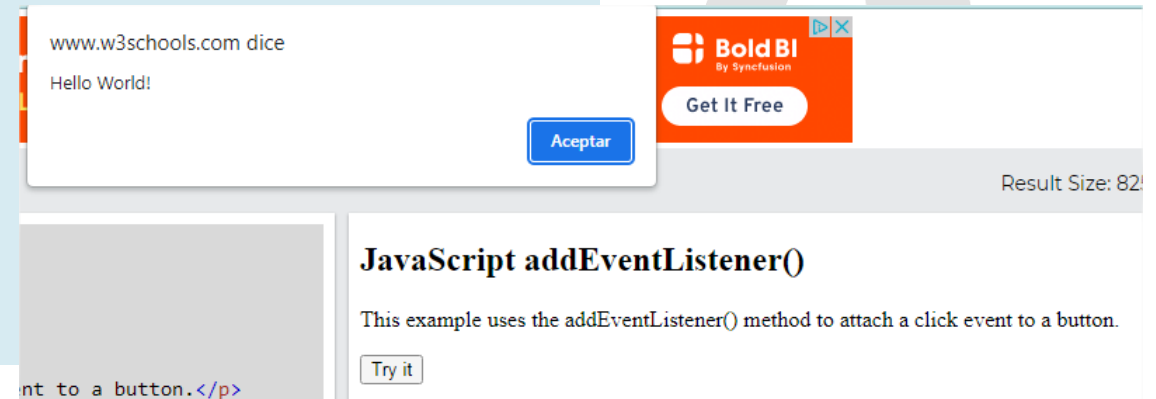 www.w3schools.com dice
Hello World!
Aceptar
Bold BI
By Syncfusion
Get It Free
Result Size: 825
JavaScript addEventListener()
This example uses the addEventListener() method to attach a click event to a button.
Try it
nt to a button.</p>